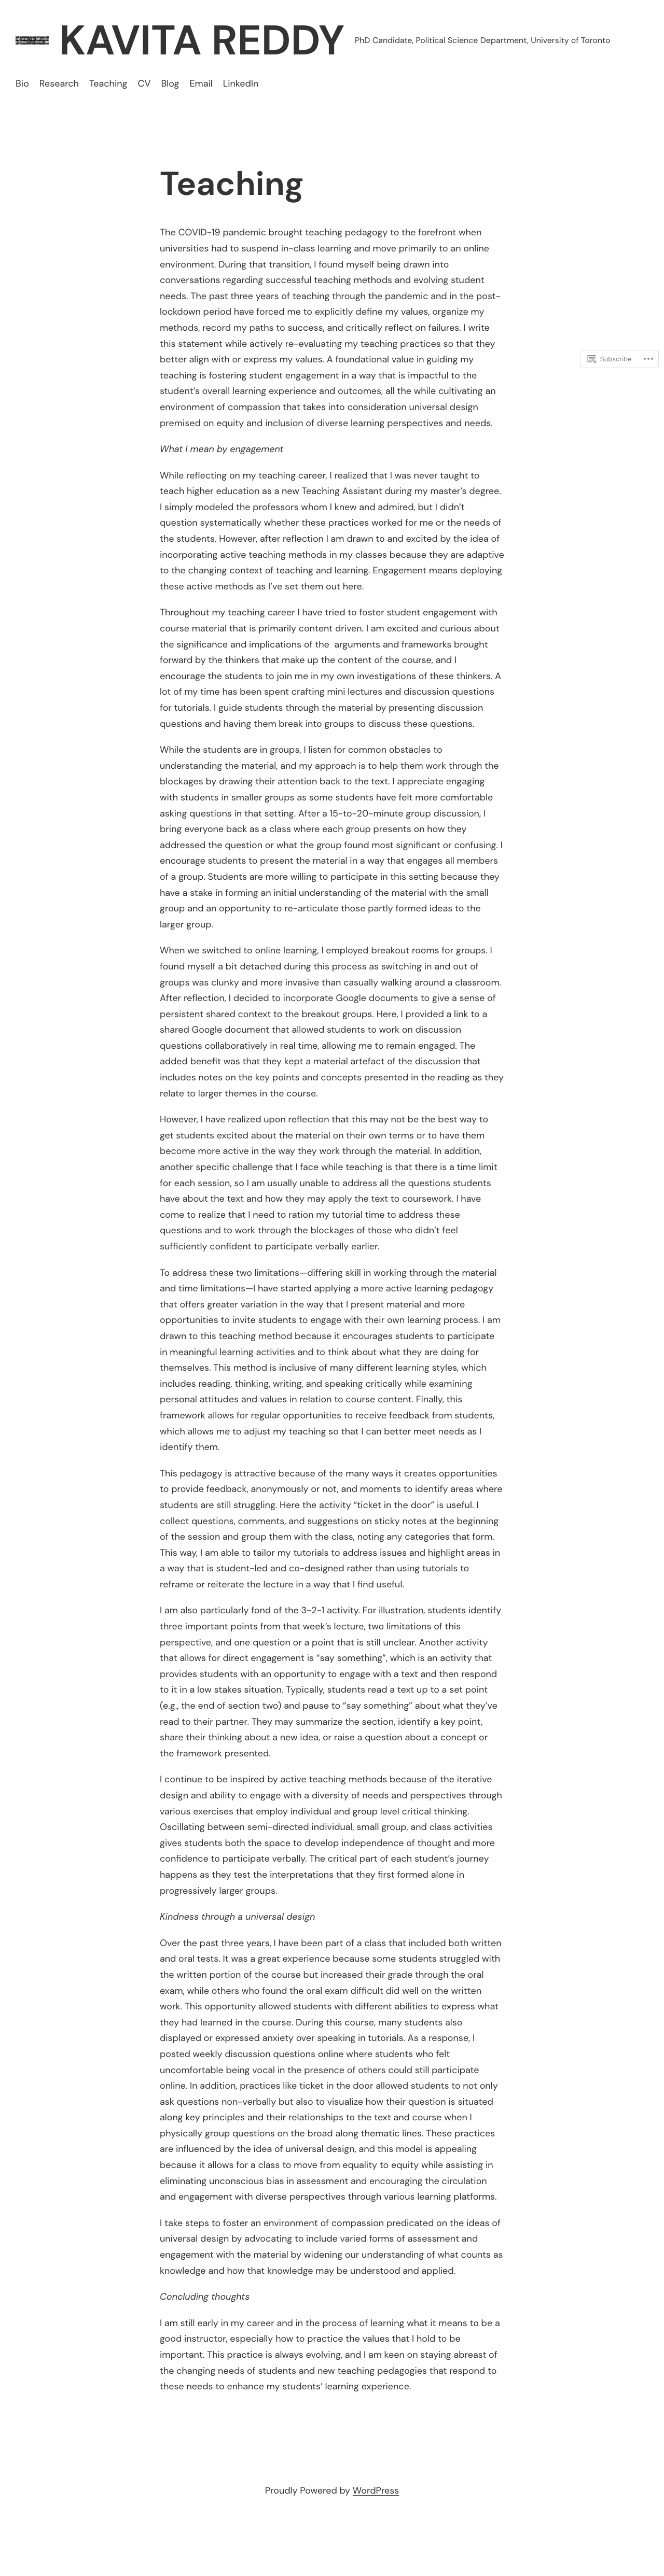 KAVITA REDDY
PhD Candidate, Political Science Department, University of Toronto
Bio Research Teaching CV Blog Email LinkedIn
Teaching
The COVID-19 pandemic brought teaching pedagogy to the forefront when
universities had to suspend in-class learning and move primarily to an online
environment. During that transition, I found myself being drawn into
conversations regarding successful teaching methods and evolving student
needs. The past three years of teaching through the pandemic and in the post-
lockdown period have forced me to explicitly define my values, organize my
methods, record my paths to success, and critically reflect on failures. I write
this statement while actively re-evaluating my teaching practices so that they
better align with or express my values. A foundational value in guiding my
teaching is fostering student engagement in a way that is impactful to the
student’s overall learning experience and outcomes, all the while cultivating an
environment of compassion that takes into consideration universal design
premised on equity and inclusion of diverse learning perspectives and needs.
Subscribe
What I mean by engagement
While reflecting on my teaching career, I realized that I was never taught to
teach higher education as a new Teaching Assistant during my master’s degree.
I simply modeled the professors whom I knew and admired, but I didn’t
question systematically whether these practices worked for me or the needs of
the students. However, after reflection I am drawn to and excited by the idea of
incorporating active teaching methods in my classes because they are adaptive
to the changing context of teaching and learning. Engagement means deploying
these active methods as I’ve set them out here.
Throughout my teaching career I have tried to foster student engagement with
course material that is primarily content driven. I am excited and curious about
the significance and implications of the  arguments and frameworks brought
forward by the thinkers that make up the content of the course, and I
encourage the students to join me in my own investigations of these thinkers. A
lot of my time has been spent crafting mini lectures and discussion questions
for tutorials. I guide students through the material by presenting discussion
questions and having them break into groups to discuss these questions.
While the students are in groups, I listen for common obstacles to
understanding the material, and my approach is to help them work through the
blockages by drawing their attention back to the text. I appreciate engaging
with students in smaller groups as some students have felt more comfortable
asking questions in that setting. After a 15-to-20-minute group discussion, I
bring everyone back as a class where each group presents on how they
addressed the question or what the group found most significant or confusing. I
encourage students to present the material in a way that engages all members
of a group. Students are more willing to participate in this setting because they
have a stake in forming an initial understanding of the material with the small
group and an opportunity to re-articulate those partly formed ideas to the
larger group.
When we switched to online learning, I employed breakout rooms for groups. I
found myself a bit detached during this process as switching in and out of
groups was clunky and more invasive than casually walking around a classroom.
After reflection, I decided to incorporate Google documents to give a sense of
persistent shared context to the breakout groups. Here, I provided a link to a
shared Google document that allowed students to work on discussion
questions collaboratively in real time, allowing me to remain engaged. The
added benefit was that they kept a material artefact of the discussion that
includes notes on the key points and concepts presented in the reading as they
relate to larger themes in the course.
However, I have realized upon reflection that this may not be the best way to
get students excited about the material on their own terms or to have them
become more active in the way they work through the material. In addition,
another specific challenge that I face while teaching is that there is a time limit
for each session, so I am usually unable to address all the questions students
have about the text and how they may apply the text to coursework. I have
come to realize that I need to ration my tutorial time to address these
questions and to work through the blockages of those who didn’t feel
sufficiently confident to participate verbally earlier.
To address these two limitations—differing skill in working through the material
and time limitations—I have started applying a more active learning pedagogy
that offers greater variation in the way that I present material and more
opportunities to invite students to engage with their own learning process. I am
drawn to this teaching method because it encourages students to participate
in meaningful learning activities and to think about what they are doing for
themselves. This method is inclusive of many different learning styles, which
includes reading, thinking, writing, and speaking critically while examining
personal attitudes and values in relation to course content. Finally, this
framework allows for regular opportunities to receive feedback from students,
which allows me to adjust my teaching so that I can better meet needs as I
identify them.
This pedagogy is attractive because of the many ways it creates opportunities
to provide feedback, anonymously or not, and moments to identify areas where
students are still struggling. Here the activity “ticket in the door” is useful. I
collect questions, comments, and suggestions on sticky notes at the beginning
of the session and group them with the class, noting any categories that form.
This way, I am able to tailor my tutorials to address issues and highlight areas in
a way that is student-led and co-designed rather than using tutorials to
reframe or reiterate the lecture in a way that I find useful.
I am also particularly fond of the 3-2-1 activity. For illustration, students identify
three important points from that week’s lecture, two limitations of this
perspective, and one question or a point that is still unclear. Another activity
that allows for direct engagement is “say something”, which is an activity that
provides students with an opportunity to engage with a text and then respond
to it in a low stakes situation. Typically, students read a text up to a set point
(e.g., the end of section two) and pause to “say something” about what they’ve
read to their partner. They may summarize the section, identify a key point,
share their thinking about a new idea, or raise a question about a concept or
the framework presented.
I continue to be inspired by active teaching methods because of the iterative
design and ability to engage with a diversity of needs and perspectives through
various exercises that employ individual and group level critical thinking.
Oscillating between semi-directed individual, small group, and class activities
gives students both the space to develop independence of thought and more
confidence to participate verbally. The critical part of each student’s journey
happens as they test the interpretations that they first formed alone in
progressively larger groups.
Kindness through a universal design
Over the past three years, I have been part of a class that included both written
and oral tests. It was a great experience because some students struggled with
the written portion of the course but increased their grade through the oral
exam, while others who found the oral exam difficult did well on the written
work. This opportunity allowed students with different abilities to express what
they had learned in the course. During this course, many students also
displayed or expressed anxiety over speaking in tutorials. As a response, I
posted weekly discussion questions online where students who felt
uncomfortable being vocal in the presence of others could still participate
online. In addition, practices like ticket in the door allowed students to not only
ask questions non-verbally but also to visualize how their question is situated
along key principles and their relationships to the text and course when I
physically group questions on the broad along thematic lines. These practices
are influenced by the idea of universal design, and this model is appealing
because it allows for a class to move from equality to equity while assisting in
eliminating unconscious bias in assessment and encouraging the circulation
and engagement with diverse perspectives through various learning platforms.
I take steps to foster an environment of compassion predicated on the ideas of
universal design by advocating to include varied forms of assessment and
engagement with the material by widening our understanding of what counts as
knowledge and how that knowledge may be understood and applied.
Concluding thoughts
I am still early in my career and in the process of learning what it means to be a
good instructor, especially how to practice the values that I hold to be
important. This practice is always evolving, and I am keen on staying abreast of
the changing needs of students and new teaching pedagogies that respond to
these needs to enhance my students’ learning experience.
Proudly Powered by WordPress